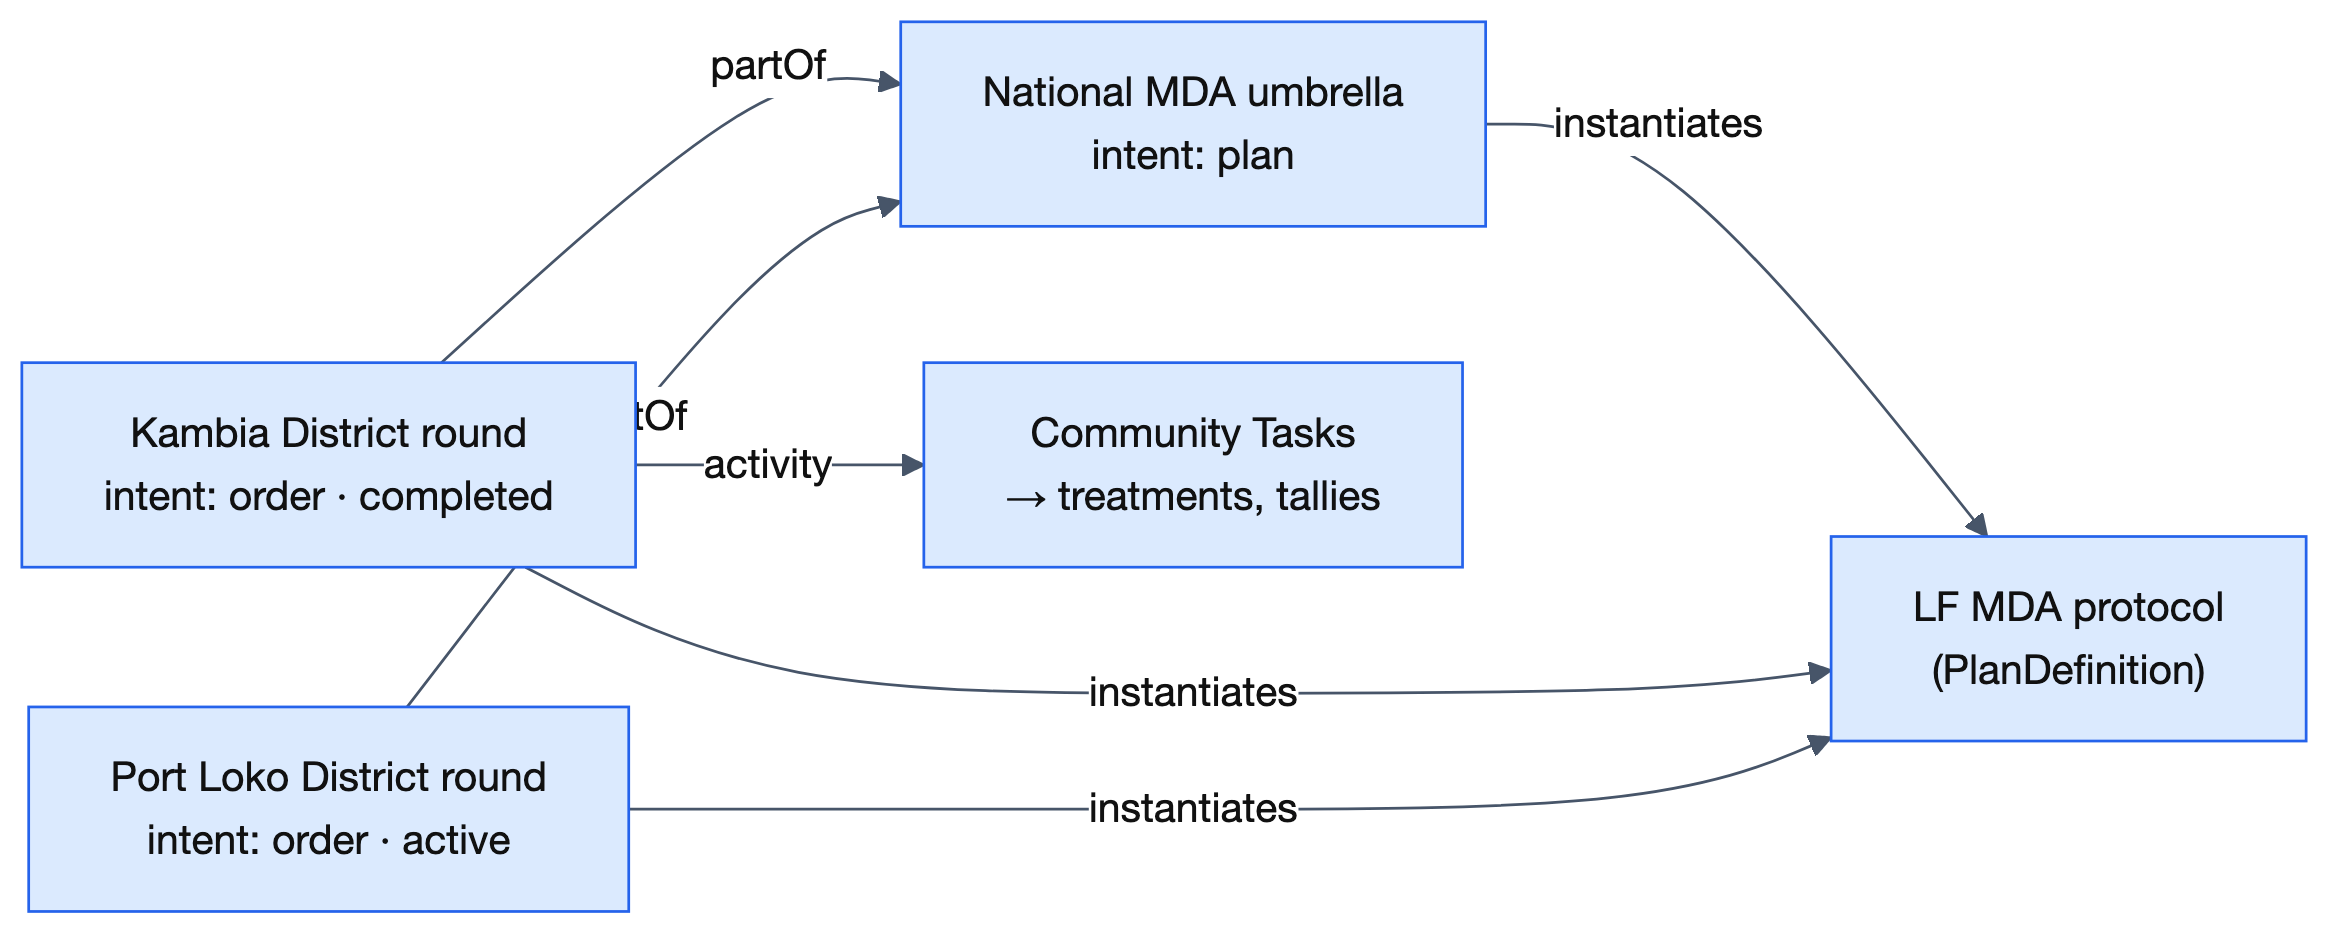 partOf
National MDA umbrella
intent: plan
instantiates
tOf
Kambia District round
intent: order · completed
activity
Community Tasks
→ treatments, tallies
LF MDA protocol
(PlanDefinition)
instantiates
Port Loko District round
intent: order · active
instantiates